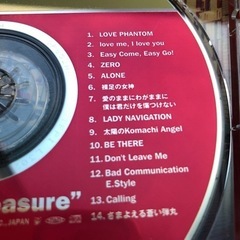 1. LOVE PHANTOM
2. love me, I love you
3. Easy Come, Easy Go!
4. ZERO
5. ALONE
6. 裸足の女神
7. 愛のままにわがままに
僕は君だけを傷つけない
8. LADY NAVIGATION
9. 太陽のKomachi Angel
10. BE THERE
11. Don't Leave Me
12. Bad Communication
E.Style
13. Calling
14. さまよえる蒼い弾丸
easure"
JAPAN